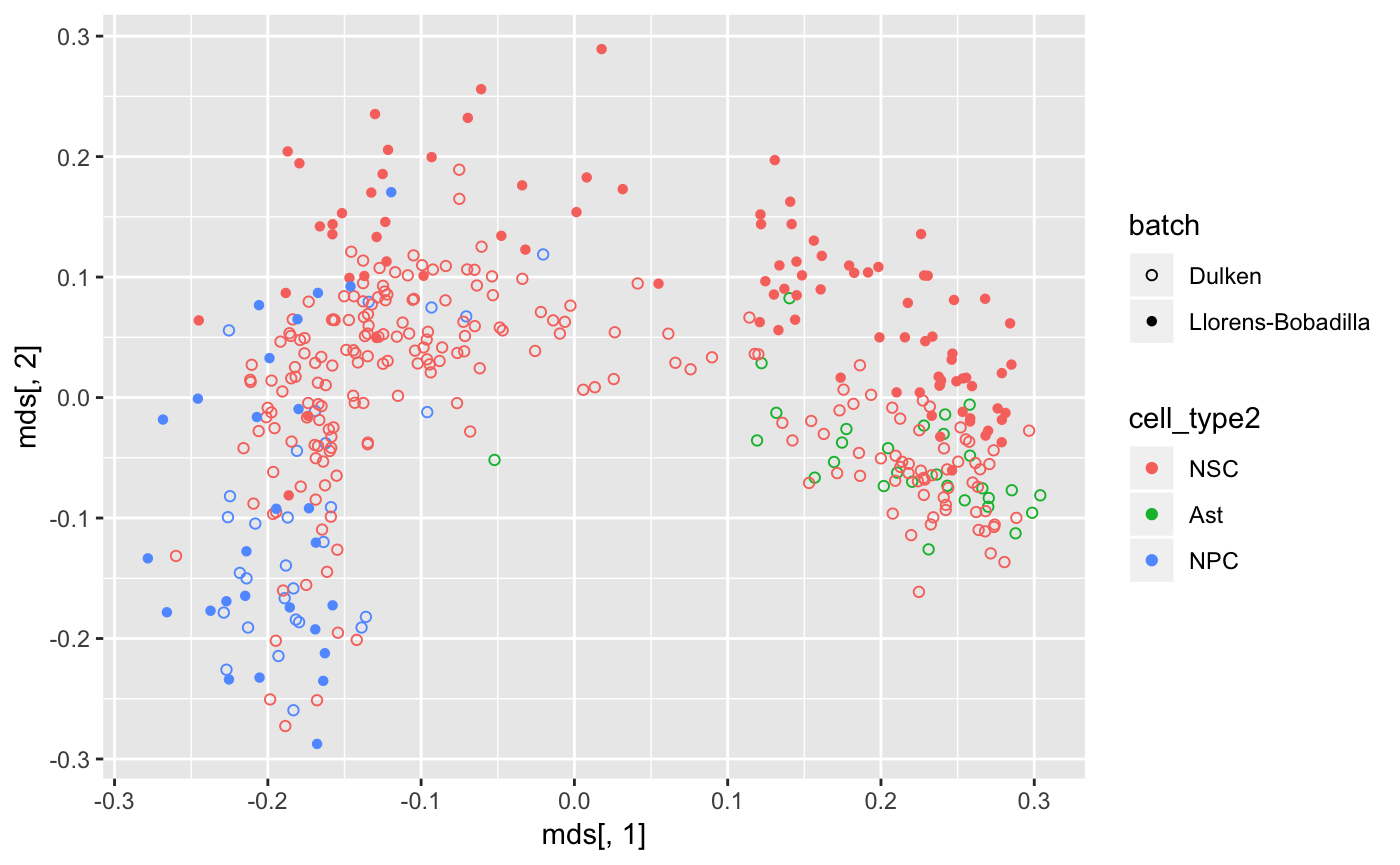 0.3
0.2
0.1
0.0
-0.1
-0.2
-0.3
mds[, 2]
-0.3 -0.2 -0.1 0.0 0.1 0.2 0.3
mds[, 1]
batch
Dulken
Llorens-Bobadilla
cell_type2
NSC
Ast
NPC